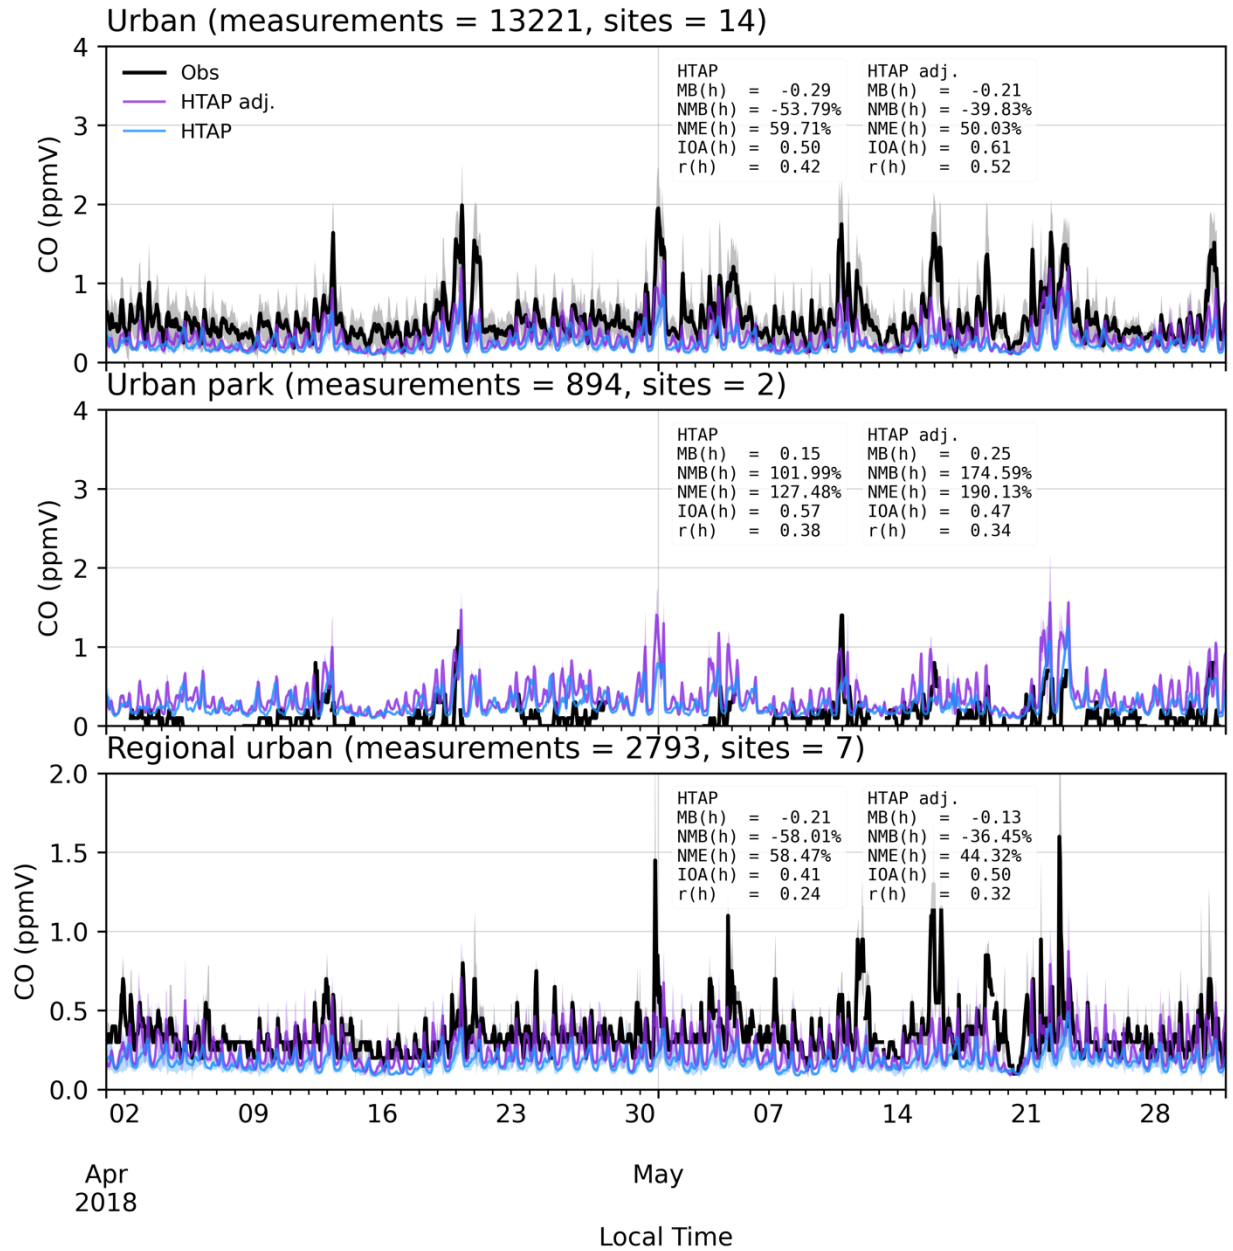 Urban (measurements = 13221, sites = 14)
4
3
2
1
0
CO (ppmV)
Obs
HTAP adj.
HTAP
HTAP
MB(h) = -0.29
NMB(h) = -53.79%
NME(h) = 59.71%
IOA(h) = 0.50
r(h) = 0.42
HTAP adj.
MB(h) = -0.21
NMB(h) = -39.83%
NME(h) = 50.03%
IOA(h) = 0.61
r(h) = 0.52
Urban park (measurements = 894, sites = 2)
4
3
2
1
0
CO (ppmV)
HTAP
MB(h) = 0.15
NMB(h) = 101.99%
NME(h) = 127.48%
IOA(h) = 0.57
r(h) = 0.38
HTAP adj.
MB(h) = 0.25
NMB(h) = 174.59%
NME(h) = 190.13%
IOA(h) = 0.47
r(h) = 0.34
Regional urban (measurements = 2793, sites = 7)
2.0
1.5
1.0
0.5
0.0
CO (ppmV)
HTAP
MB(h) = -0.21
NMB(h) = -58.01%
NME(h) = 58.47%
IOA(h) = 0.41
r(h) = 0.24
HTAP adj.
MB(h) = -0.13
NMB(h) = -36.45%
NME(h) = 44.32%
IOA(h) = 0.50
r(h) = 0.32
02 09 16 23 30 07 14 21 28
Apr May
2018
Local Time